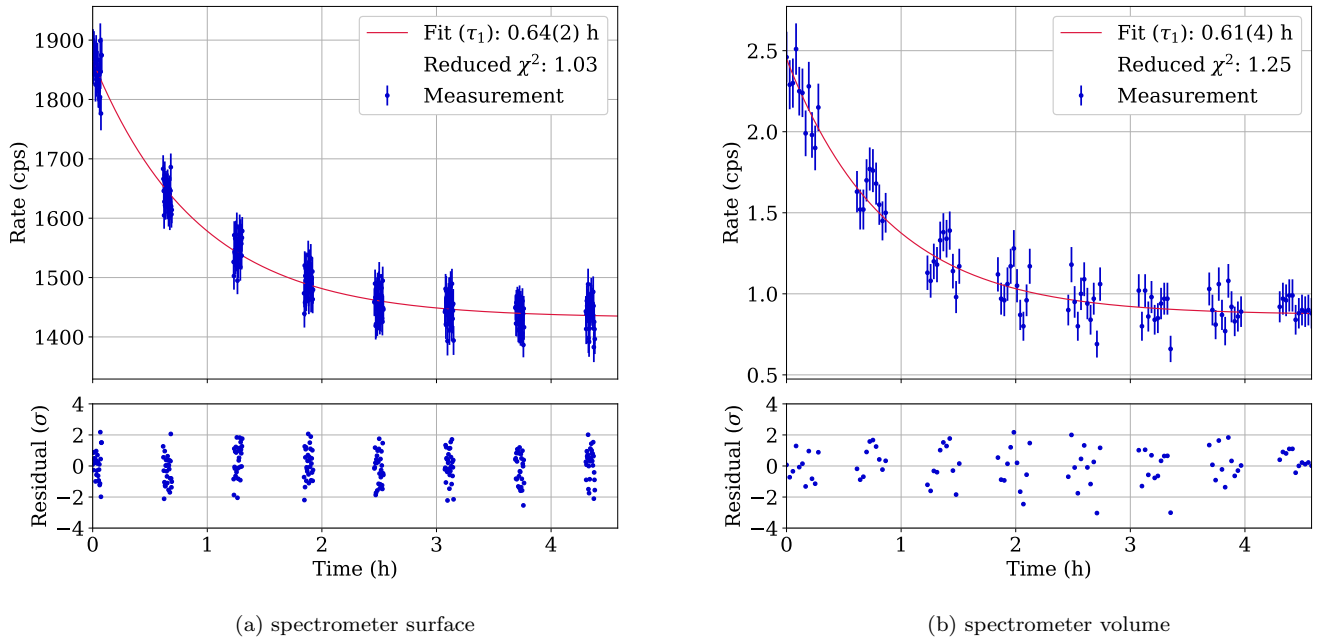 Fit (τ₁): 0.64(2) h
Reduced χ²: 1.03
Measurement
Rate (cps)
1900
1800
1700
1600
1500
1400
Residual (σ)
4
2
0
−2
−4
0 1 2 3 4
Time (h)
(a) spectrometer surface
Fit (τ₁): 0.61(4) h
Reduced χ²: 1.25
Measurement
Rate (cps)
2.5
2.0
1.5
1.0
0.5
Residual (σ)
4
2
0
−2
−4
0 1 2 3 4
Time (h)
(b) spectrometer volume